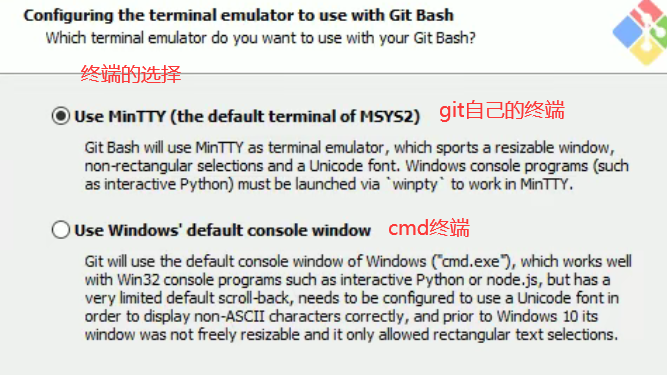 Configuring the terminal emulator to use with Git Bash
Which terminal emulator do you want to use with your Git Bash?
终端的选择
Use MinTTY (the default terminal of MSYS2) git自己的终端
Git Bash will use MinTTY as terminal emulator, which sports a resizable window,
non-rectangular selections and a Unicode font. Windows console programs (such
as interactive Python) must be launched via `winpty` to work in MinTTY.
Use Windows' default console window cmd终端
Git will use the default console window of Windows ("cmd.exe"), which works well
with Win32 console programs such as interactive Python or node.js, but has a
very limited default scroll-back, needs to be configured to use a Unicode font in
order to display non-ASCII characters correctly, and prior to Windows 10 its
window was not freely resizable and it only allowed rectangular text selections.